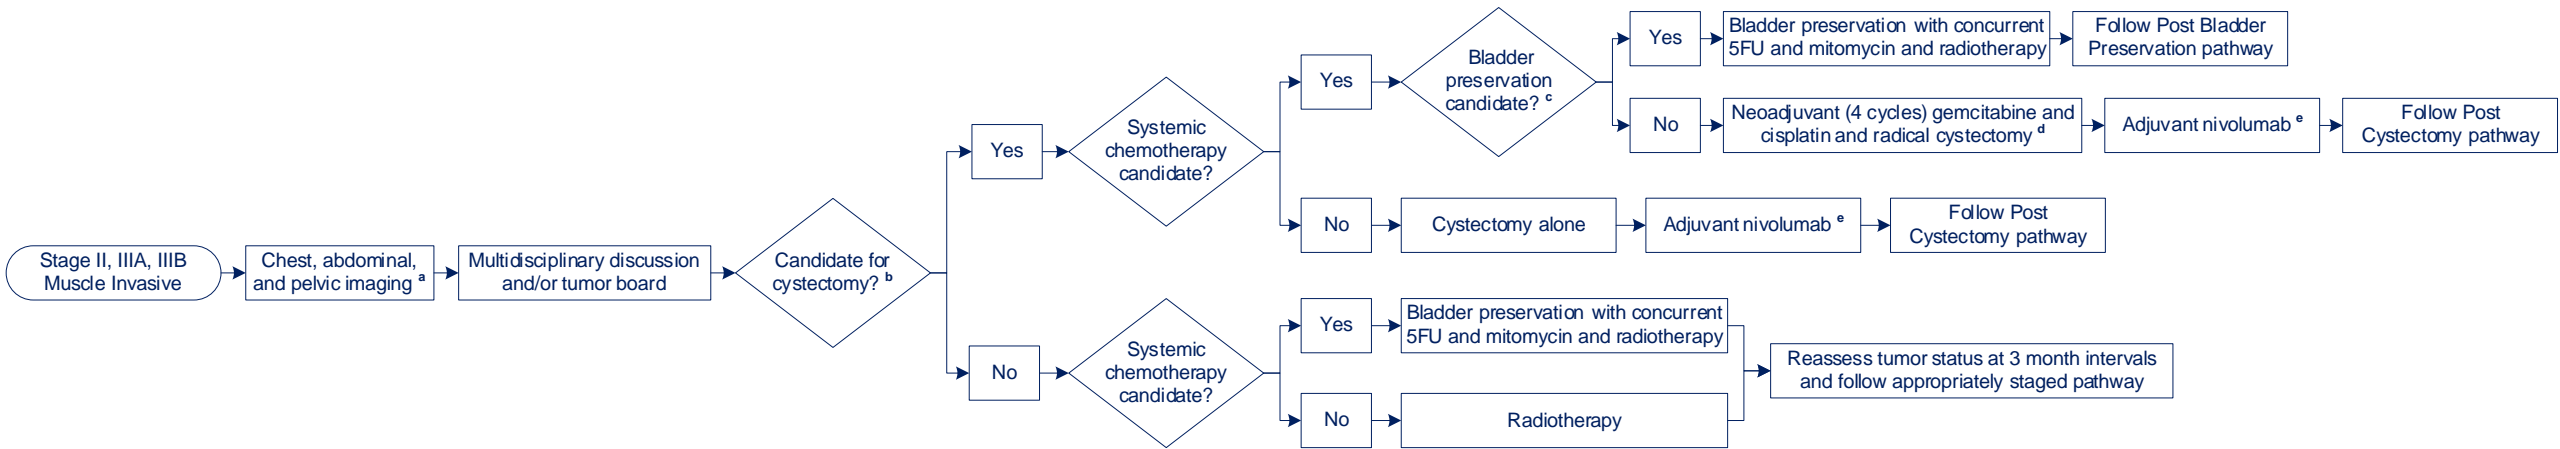 Stage II, IIIA, IIIB
Muscle Invasive
Chest, abdominal,
and pelvic imaging a
Multidisciplinary discussion
and/or tumor board
Candidate for
cystectomy? b
Yes
Systemic
chemotherapy
candidate?
Yes
Bladder
preservation
candidate? c
Yes
Bladder preservation with concurrent
5FU and mitomycin and radiotherapy
Follow Post Bladder
Preservation pathway
No
Neoadjuvant (4 cycles) gemcitabine and
cisplatin and radical cystectomy d
Adjuvant nivolumab e
Follow Post
Cystectomy pathway
No
Cystectomy alone
Adjuvant nivolumab e
Follow Post
Cystectomy pathway
No
Systemic
chemotherapy
candidate?
Yes
Bladder preservation with concurrent
5FU and mitomycin and radiotherapy
No
Radiotherapy
Reassess tumor status at 3 month intervals
and follow appropriately staged pathway